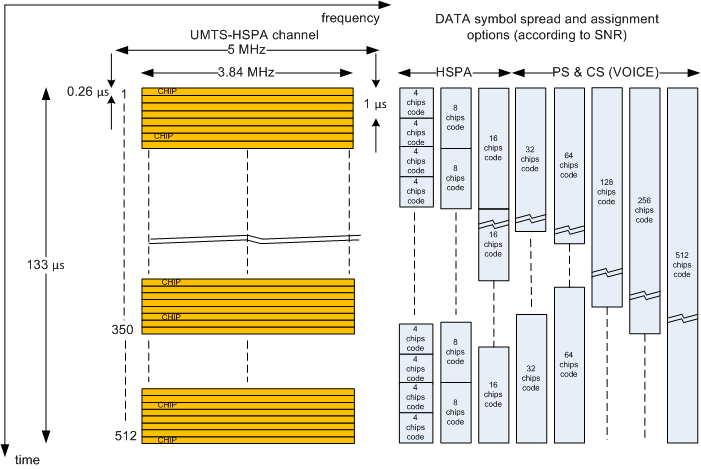 frequency
DATA symbol spread and assignment
options (according to SNR)
UMTS-HSPA channel
5 MHz
3.84 MHz
HSPA
PS & CS (VOICE)
0.26 µs
1
CHIP
CHIP
1 µs
133 µs
CHIP
CHIP
350
CHIP
512
CHIP
time
4
chips
code
4
chips
code
4
chips
code
4
chips
code
8
chips
code
8
chips
code
16
chips
code
16
chips
code
32
chips
code
64
chips
code
128
chips
code
256
chips
code
512
chips
code
4
chips
code
4
chips
code
4
chips
code
4
chips
code
8
chips
code
8
chips
code
16
chips
code
32
chips
code
64
chips
code